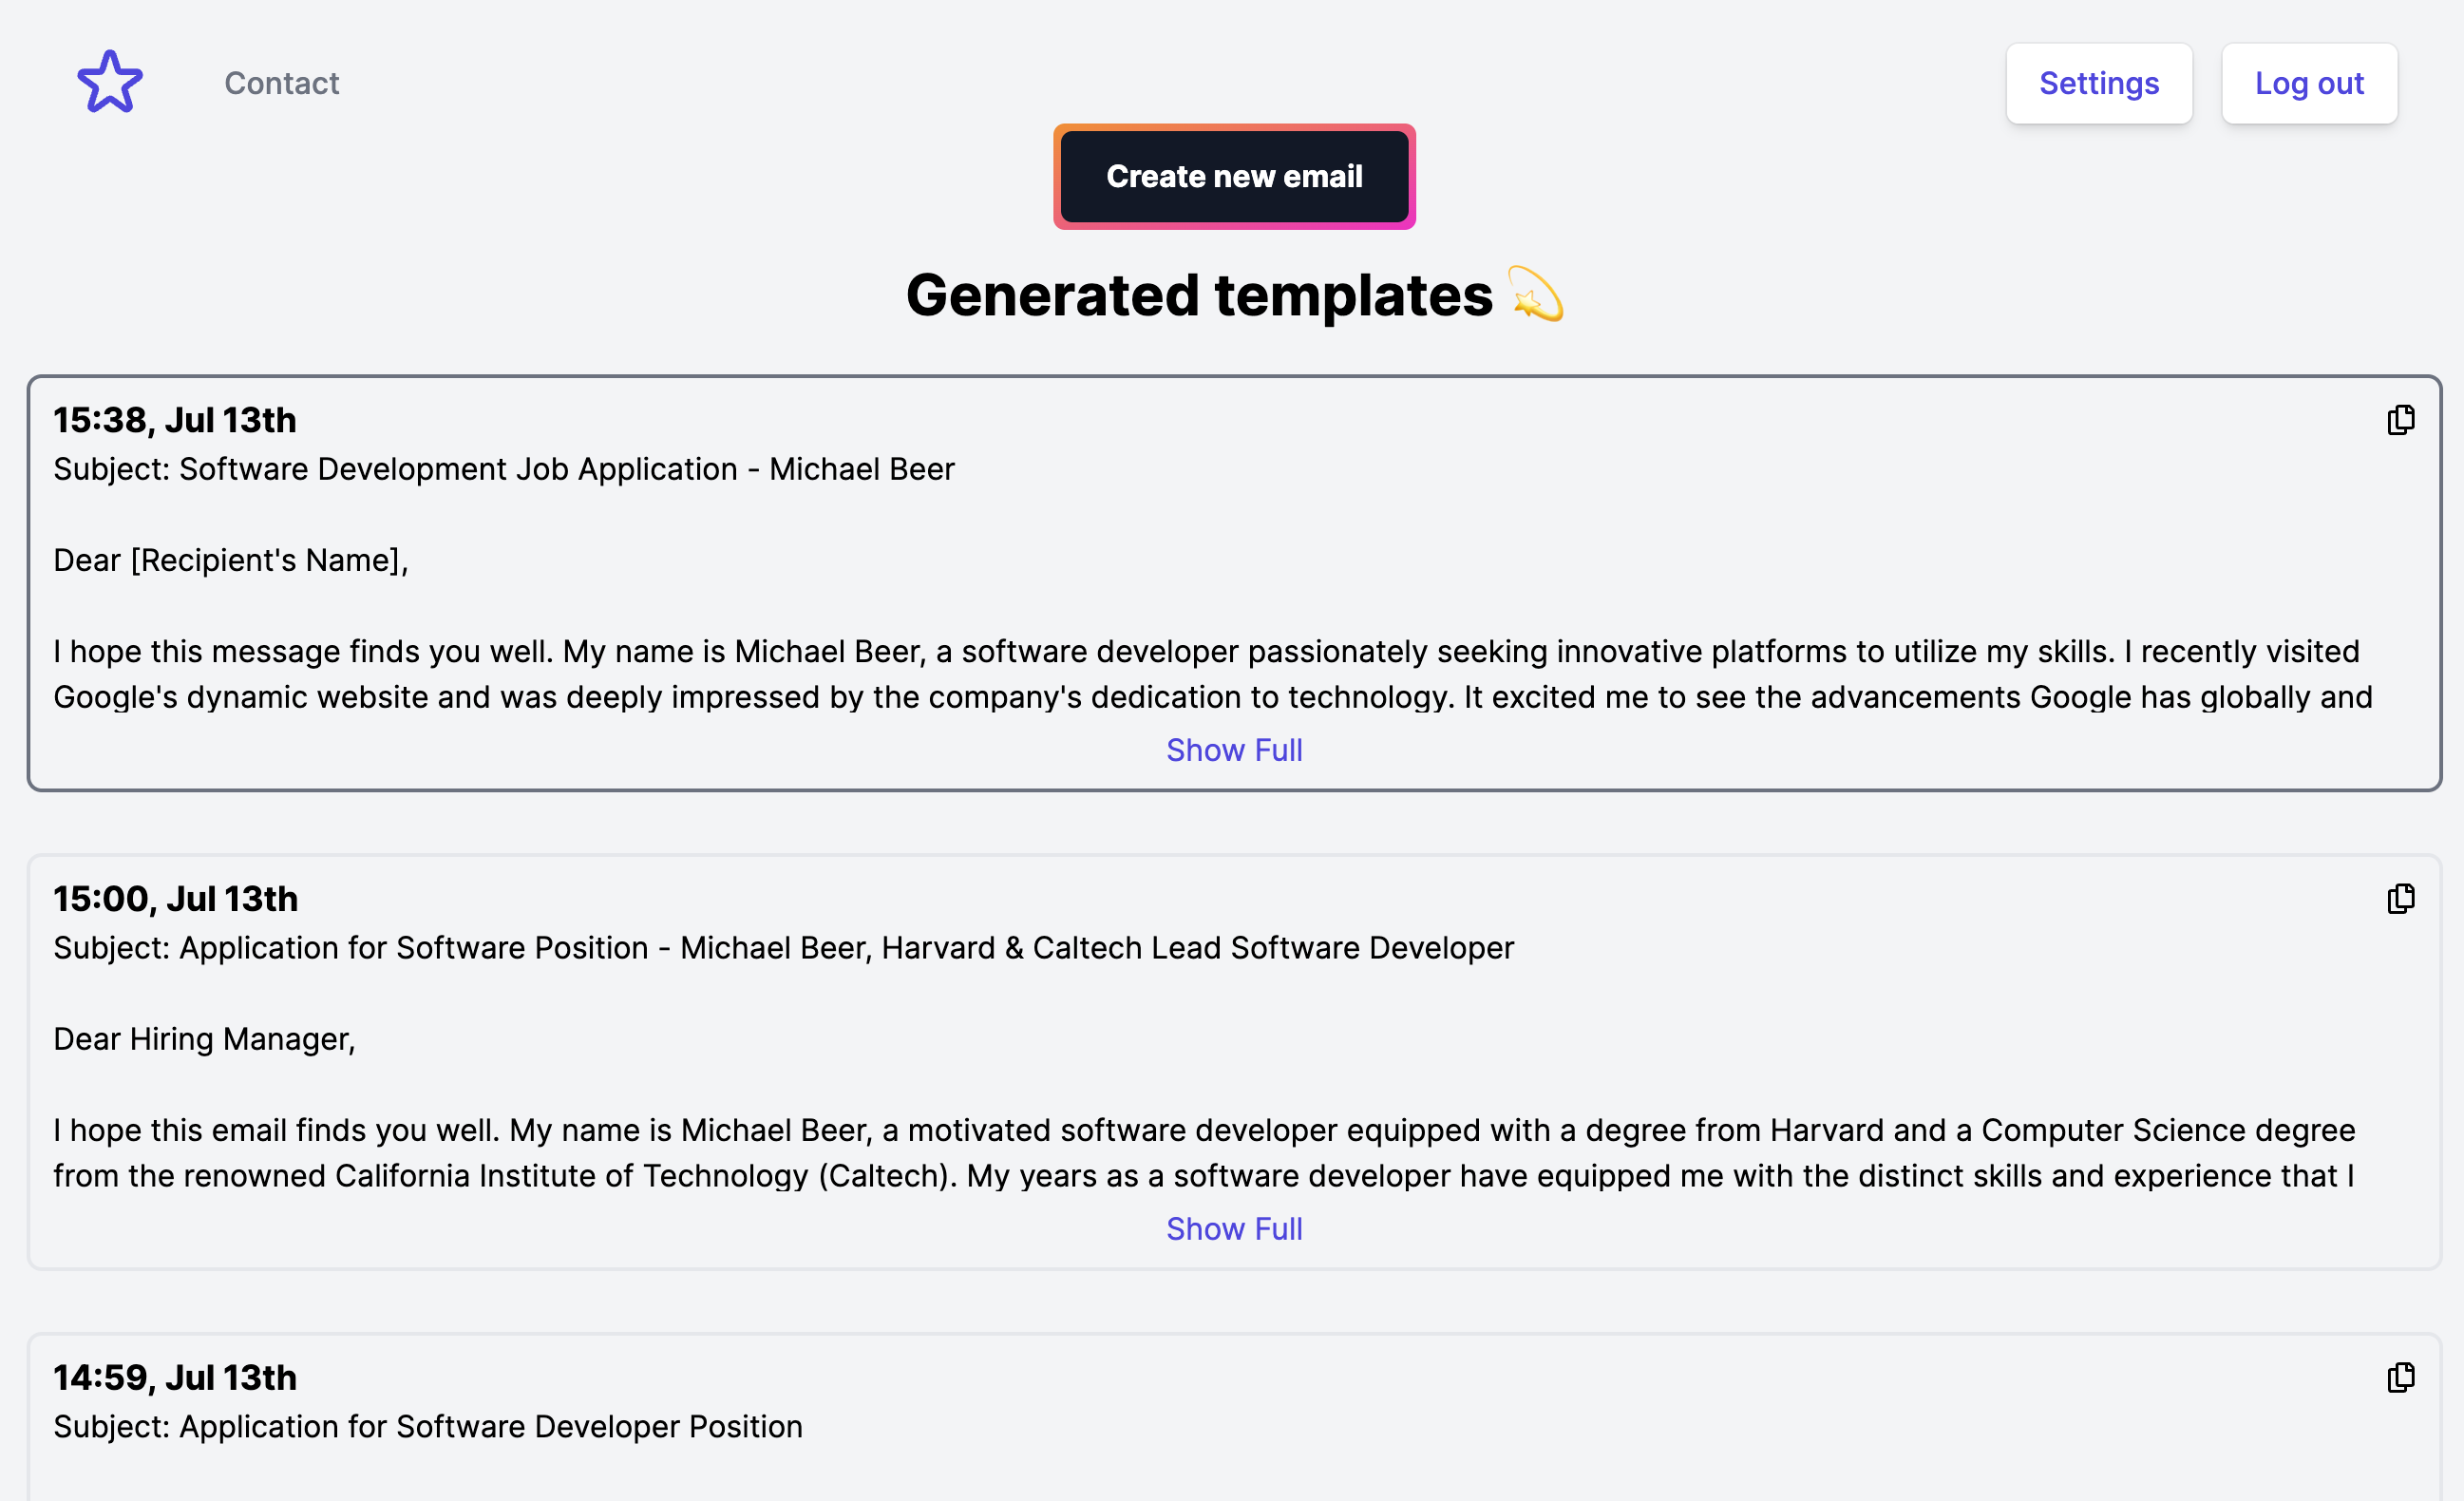 Contact
Settings
Log out
Create new email
Generated templates
15:38, Jul 13th
Subject: Software Development Job Application - Michael Beer
Dear [Recipient's Name],
I hope this message finds you well. My name is Michael Beer, a software developer passionately seeking innovative platforms to utilize my skills. I recently visited
Google's dynamic website and was deeply impressed by the company's dedication to technology. It excited me to see the advancements Google has globally and
Show Full
15:00, Jul 13th
Subject: Application for Software Position - Michael Beer, Harvard & Caltech Lead Software Developer
Dear Hiring Manager,
I hope this email finds you well. My name is Michael Beer, a motivated software developer equipped with a degree from Harvard and a Computer Science degree
from the renowned California Institute of Technology (Caltech). My years as a software developer have equipped me with the distinct skills and experience that I
Show Full
14:59, Jul 13th
Subject: Application for Software Developer Position